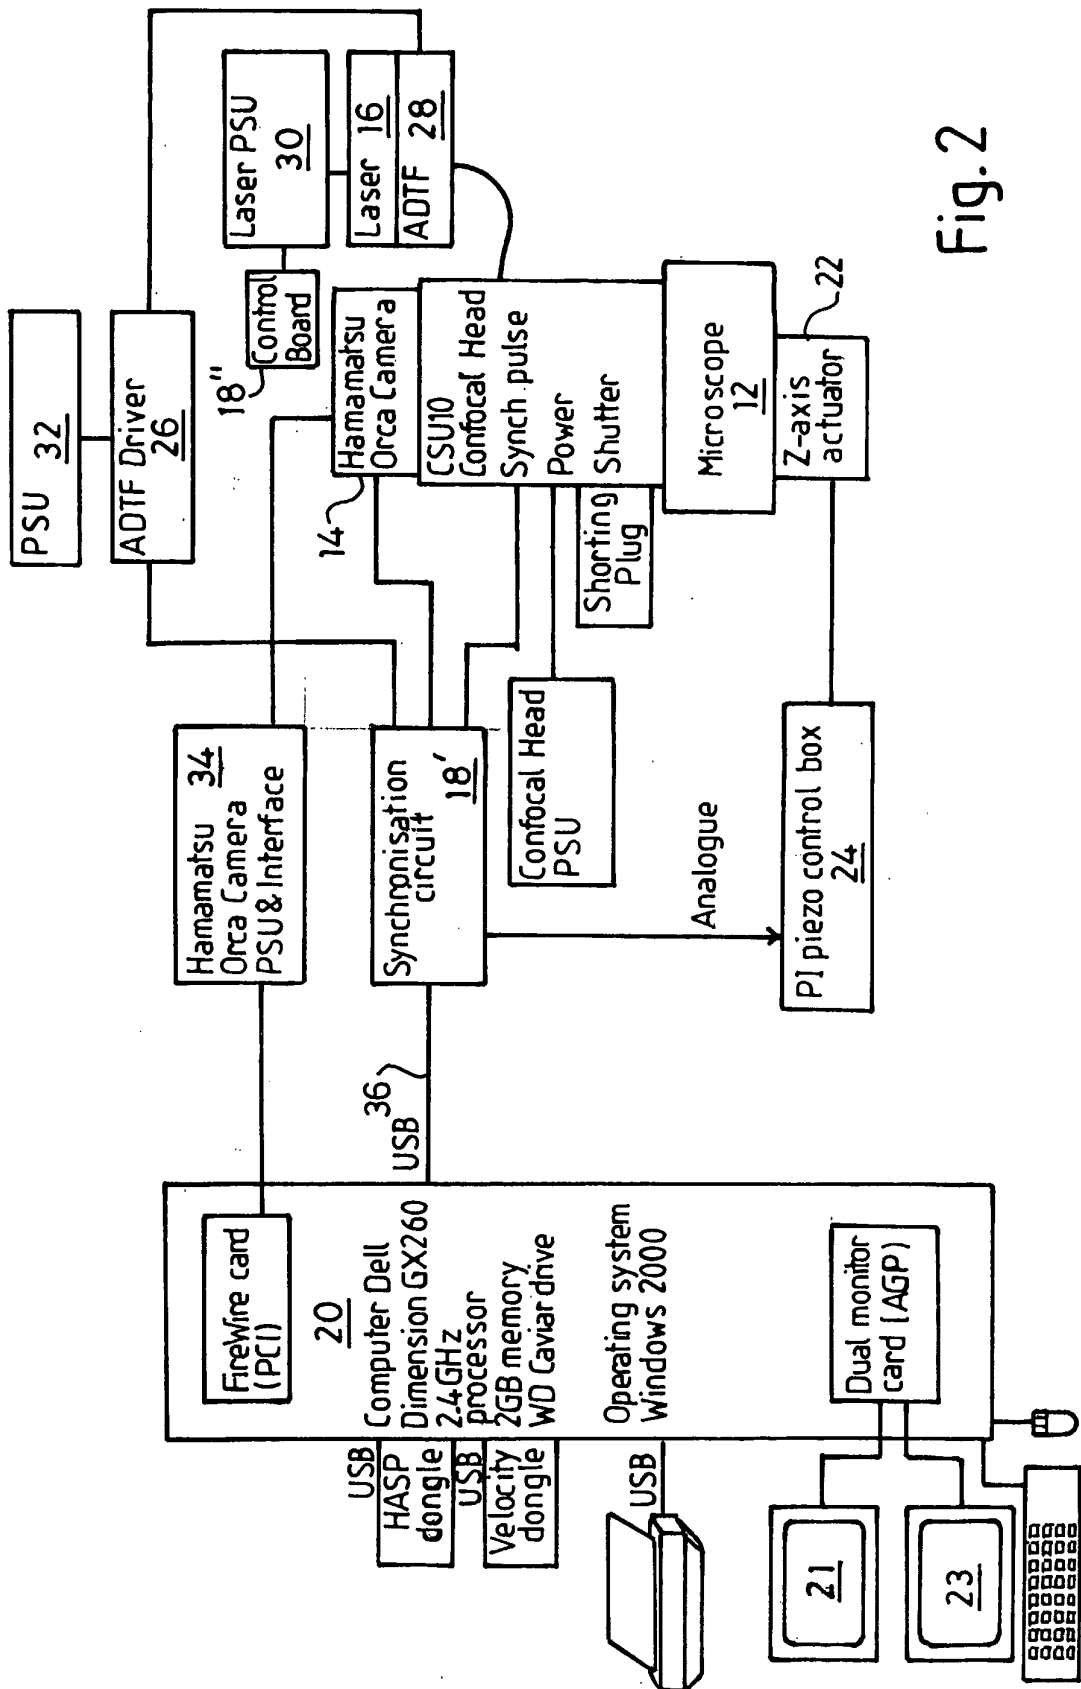 FireWire card
(PCI)
20
Computer Dell
Dimension GX260
2.4GHz
processor
2GB memory
WD Caviar drive
Operating system
Windows 2000
Dual monitor
card (AGP)
USB
HASP
dongle
USB
Velocity
dongle
USB
21
23
USB
36
Hamamatsu
34
Orca Camera
PSU & Interface
Synchronisation
circuit
18'
Confocal Head
PSU
Analogue
PI piezo control box
24
PSU
32
ADTF Driver
26
18"
Control
Board
Laser PSU
30
Laser 16
ADTF 28
14
Hamamatsu
Orca Camera
CSU10
Confocal Head
Synch pulse
Power
Shutter
Shorting
Plug
Microscope
12
Z-axis
actuator
22
Fig. 2